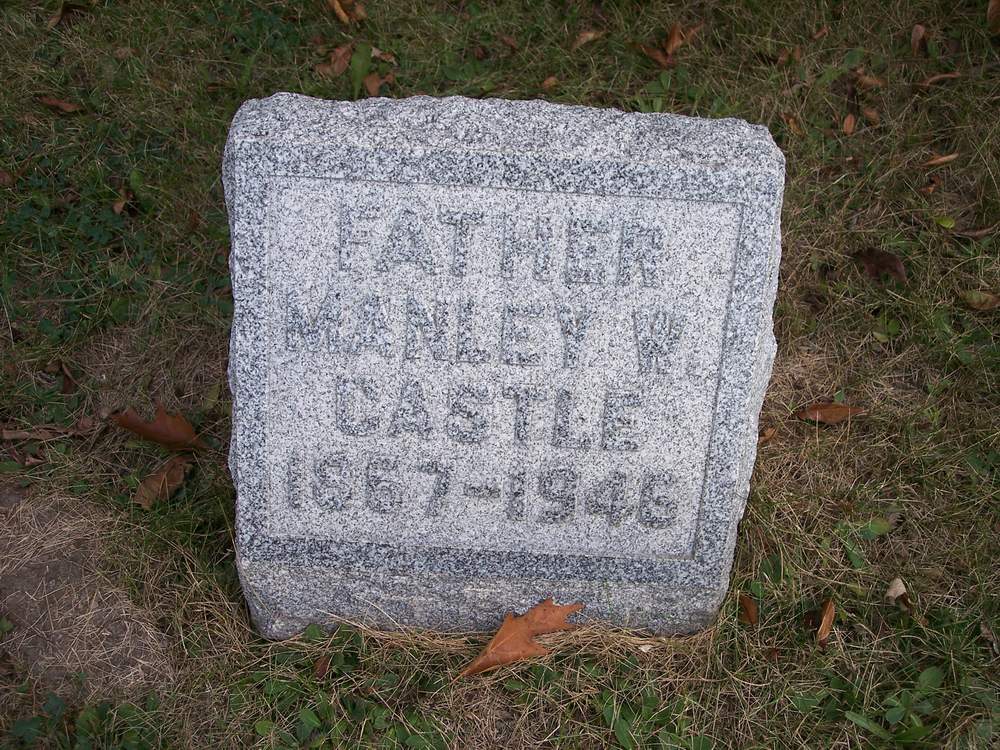 FATHER
MANLEY W.
CASTLE
1867-1946